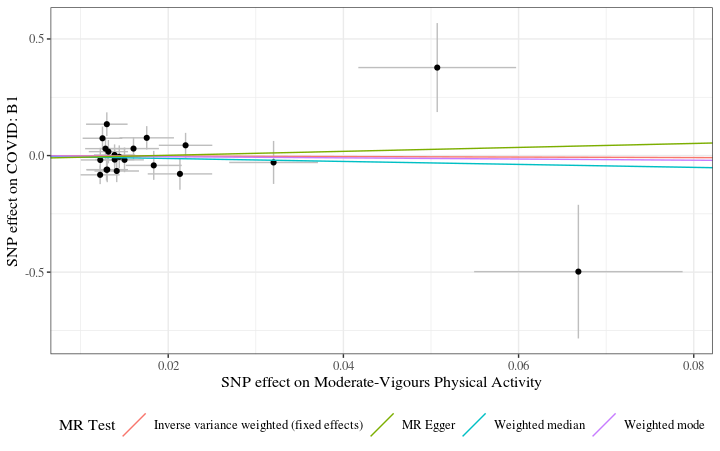 0.5
0.0
-0.5
SNP effect on COVID: B1
0.02
0.04
0.06
0.08
SNP effect on Moderate-Vigours Physical Activity
MR Test
Inverse variance weighted (fixed effects)
MR Egger
Weighted median
Weighted mode